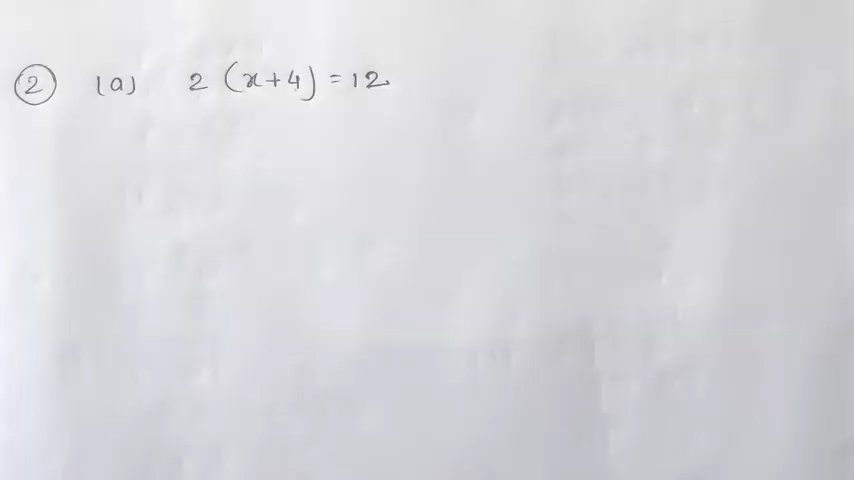 2 (a) 2 (x+4) = 12